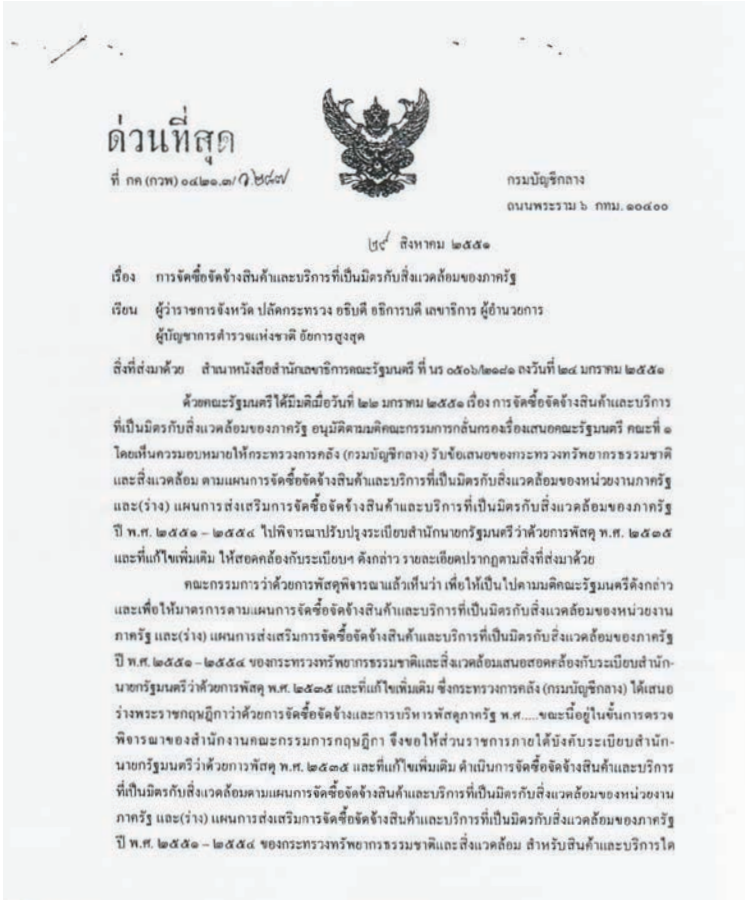 ด่วนที่สุด
ที่ กค (กวพ) ๐๔๒๑.๓/ว.๒๘๗
กรมบัญชีกลาง
ถนนพระราม ๖ กทม. ๑๐๔๐๐
๒๙ สิงหาคม ๒๕๕๑
เรื่อง การจัดซื้อจัดจ้างสินค้าและบริการที่เป็นมิตรกับสิ่งแวดล้อมของภาครัฐ
เรียน ผู้ว่าราชการจังหวัด ปลัดกระทรวง อธิบดี อธิการบดี เลขาธิการ ผู้อำนวยการ
ผู้บัญชาการตำรวจแห่งชาติ อัยการสูงสุด
สิ่งที่ส่งมาด้วย สำเนาหนังสือสำนักเลขาธิการคณะรัฐมนตรี ที่ นร ๐๕๐๖/๒๑๘๑ ลงวันที่ ๒๔ มกราคม ๒๕๕๑
ด้วยคณะรัฐมนตรีได้มีมติเมื่อวันที่ ๒๒ มกราคม ๒๕๕๑ เรื่อง การจัดซื้อจัดจ้างสินค้าและบริการ
ที่เป็นมิตรกับสิ่งแวดล้อมของภาครัฐ อนุมัติตามมติคณะกรรมการกลั่นกรองเรื่องเสนอคณะรัฐมนตรี คณะที่ ๑
โดยเห็นควรมอบหมายให้กระทรวงการคลัง (กรมบัญชีกลาง) รับข้อเสนอของกระทรวงทรัพยากรธรรมชาติ
และสิ่งแวดล้อม ตามแผนการจัดซื้อจัดจ้างสินค้าและบริการที่เป็นมิตรกับสิ่งแวดล้อมของหน่วยงานภาครัฐ
และ(ร่าง) แผนการส่งเสริมการจัดซื้อจัดจ้างสินค้าและบริการที่เป็นมิตรกับสิ่งแวดล้อมของภาครัฐ
ปี พ.ศ. ๒๕๕๑ – ๒๕๕๔ ไปพิจารณาปรับปรุงระเบียบสำนักนายกรัฐมนตรีว่าด้วยการพัสดุ พ.ศ. ๒๕๓๕
และที่แก้ไขเพิ่มเติม ให้สอดคล้องกับระเบียบฯ ดังกล่าว รายละเอียดปรากฏตามสิ่งที่ส่งมาด้วย
คณะกรรมการว่าด้วยการพัสดุพิจารณาแล้วเห็นว่า เพื่อให้เป็นไปตามมติคณะรัฐมนตรีดังกล่าว
และเพื่อให้มาตรการตามแผนการจัดซื้อจัดจ้างสินค้าและบริการที่เป็นมิตรกับสิ่งแวดล้อมของหน่วยงาน
ภาครัฐ และ(ร่าง) แผนการส่งเสริมการจัดซื้อจัดจ้างสินค้าและบริการที่เป็นมิตรกับสิ่งแวดล้อมของภาครัฐ
ปี พ.ศ. ๒๕๕๑ – ๒๕๕๔ ของกระทรวงทรัพยากรธรรมชาติและสิ่งแวดล้อมเสนอสอดคล้องกับระเบียบสำนัก-
นายกรัฐมนตรีว่าด้วยการพัสดุ พ.ศ. ๒๕๓๕ และที่แก้ไขเพิ่มเติม ซึ่งกระทรวงการคลัง (กรมบัญชีกลาง) ได้เสนอ
ร่างพระราชกฤษฎีกาว่าด้วยการจัดซื้อจัดจ้างและการบริหารพัสดุภาครัฐ พ.ศ.....ขณะนี้อยู่ในขั้นการตรวจ
พิจารณาของสำนักงานคณะกรรมการกฤษฎีกา จึงขอให้ส่วนราชการภายใต้บังคับระเบียบสำนัก-
นายกรัฐมนตรีว่าด้วยการพัสดุ พ.ศ. ๒๕๓๕ และที่แก้ไขเพิ่มเติม ดำเนินการจัดซื้อจัดจ้างสินค้าและบริการ
ที่เป็นมิตรกับสิ่งแวดล้อมตามแผนการจัดซื้อจัดจ้างสินค้าและบริการที่เป็นมิตรกับสิ่งแวดล้อมของหน่วยงาน
ภาครัฐ และ(ร่าง) แผนการส่งเสริมการจัดซื้อจัดจ้างสินค้าและบริการที่เป็นมิตรกับสิ่งแวดล้อมของภาครัฐ
ปี พ.ศ. ๒๕๕๑ – ๒๕๕๔ ของกระทรวงทรัพยากรธรรมชาติและสิ่งแวดล้อม สำหรับสินค้าและบริการใด